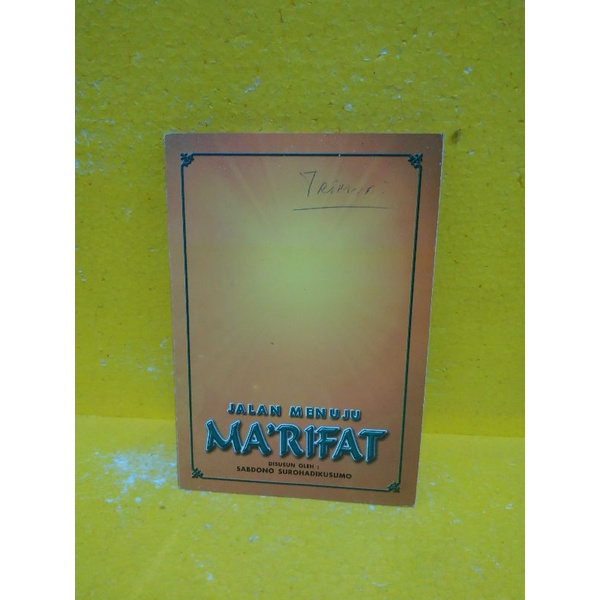 JALAN MENUJU
MA'RIFAT
DISUSUN OLEH :
SABDONO SUROHADIKUSUMO